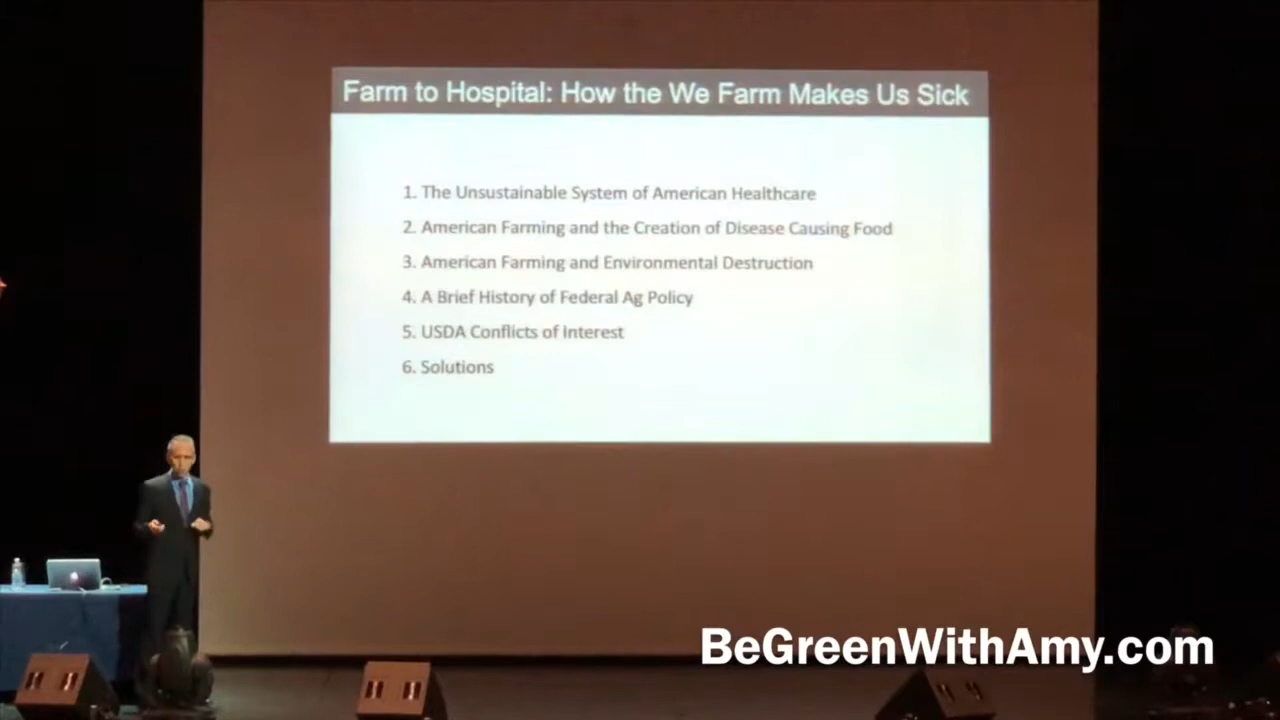 Farm to Hospital: How the We Farm Makes Us Sick
1. The Unsustainable System of American Healthcare
2. American Farming and the Creation of Disease Causing Food
3. American Farming and Environmental Destruction
4. A Brief History of Federal Ag Policy
5. USDA Conflicts of Interest
6. Solutions
BeGreenWithAmy.com